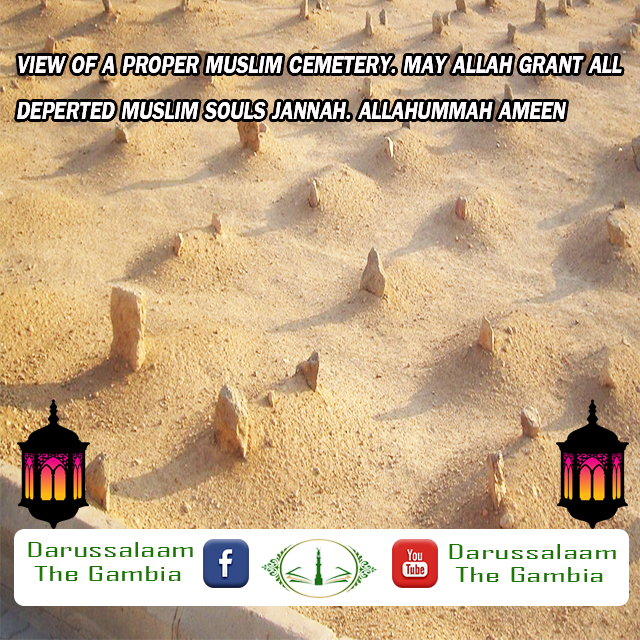 VIEW OF A PROPER MUSLIM CEMETERY. MAY ALLAH GRANT ALL
DEPERTED MUSLIM SOULS JANNAH. ALLAHUMMAH AMEEN
Darussalaam
The Gambia
f
You
Tube
Darussalaam
The Gambia